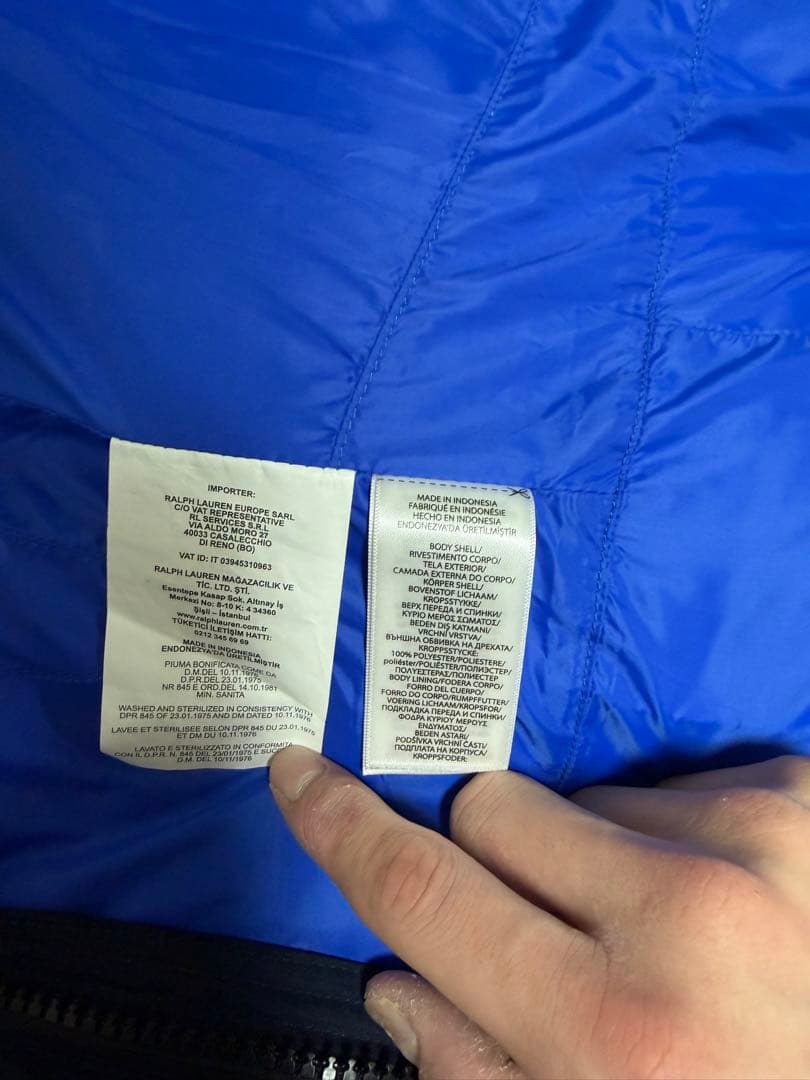 IMPORTER:
RALPH LAUREN EUROPE SARL
C/O VAT REPRESENTATIVE
RL SERVICES S.R.L
VIA ALDO MORO 27
40033 CASALECCHIO
DI RENO (BO)
VAT ID: IT 03945310963
RALPH LAUREN MAĞAZACILIK VE
TİC. LTD. ŞTİ.
Esentepe Kasap Sok. Altınay İş
Merkezi No: 8-10 K: 4 34360
Şişli – İstanbul
www.ralphlauren.com.tr
TÜKETİCİ İLETİŞİM HATTI:
0212 345 69 69
MADE IN INDONESIA
ENDONEZYA'DA ÜRETİLMİŞTİR
PIUMA BONIFICATA COME DA
D.M.DEL 10.11.1976
D.P.R.DEL 23.01.1975
NR 845 E ORD.DEL 14.10.1981
MIN. SANITA
WASHED AND STERILIZED IN CONSISTENCY WITH
DPR 845 OF 23.01.1975 AND DM DATED 10.11.1976
LAVEE ET STERILISEE SELON DPR 845 DU 23.01.1975
ET DM DU 10.11.1976
LAVATO E STERILIZZATO IN CONFORMITA
CON IL D.P.R. N. 845 DEL 23/01/1975 E
D.M. DEL 10/11/1976
MADE IN INDONESIA
FABRIQUÉ EN INDONÉSIE
HECHO EN INDONESIA
ENDONEZYA'DA ÜRETİLMİŞTİR
BODY SHELL/
RIVESTIMENTO CORPO/
TELA EXTERIOR/
CAMADA EXTERNA DO CORPO/
KÖRPER SHELL/
BOVENSTOF LICHAAM/
KROPSSTYKKE/
ВЕРХ ПЕРЕДА И СПИНКИ/
ΚΥΡΙΟ ΜΕΡΟΣ ΣΩΜΑΤΟΣ/
BEDEN DIŞ KATMANI/
VRCHNÍ VRSTVA/
ВЪНШНА ОБВИВКА НА ДРЕХАТА/
KROPPSSTYCKE:
100% POLYESTER/POLIESTERE/
poliéster/POLIÉSTER/ПОЛИЭСТЕР/
ΠΟΛΥΕΣΤΕΡΑΣ/ПОЛИЕСТЕР
BODY LINING/FODERA CORPO/
FORRO DEL CUERPO/
FORRO DO CORPO/RUMPFFUTTER/
VOERING LICHAAM/KROPSFOR/
ПОДКЛАДКА ПЕРЕДА И СПИНКИ/
ΦΟΔΡΑ ΚΥΡΙΟΥ ΜΕΡΟΥΣ
ΕΝΔΥΜΑΤΟΣ/
BEDEN ASTARI/
PODŠÍVKA VRCHNÍ ČÁSTI/
ПОДПЛАТА НА КОРПУСА/
KROPPSFODER: